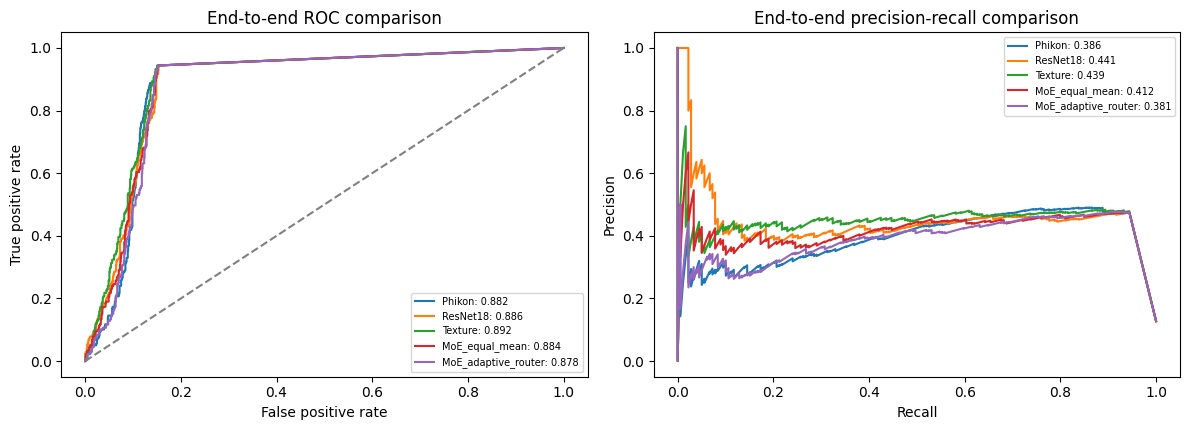 End-to-end ROC comparison
True positive rate
1.0
0.8
0.6
0.4
0.2
0.0
Phikon: 0.882
ResNet18: 0.886
Texture: 0.892
MoE_equal_mean: 0.884
MoE_adaptive_router: 0.878
0.0 0.2 0.4 0.6 0.8 1.0
False positive rate
End-to-end precision-recall comparison
Precision
1.0
0.8
0.6
0.4
0.2
0.0
Phikon: 0.386
ResNet18: 0.441
Texture: 0.439
MoE_equal_mean: 0.412
MoE_adaptive_router: 0.381
0.0 0.2 0.4 0.6 0.8 1.0
Recall